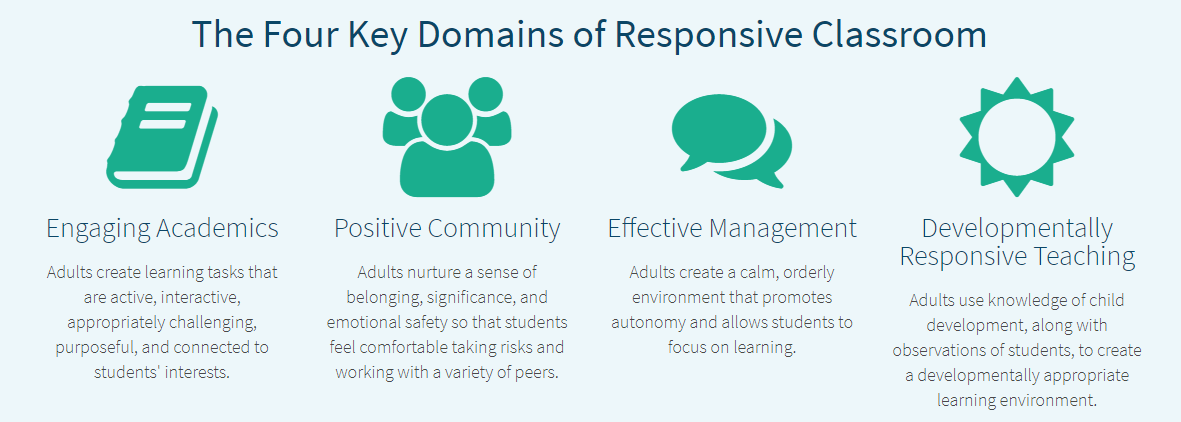 The Four Key Domains of Responsive Classroom
Engaging Academics
Adults create learning tasks that
are active, interactive,
appropriately challenging,
purposeful, and connected to
students' interests.
Positive Community
Adults nurture a sense of
belonging, significance, and
emotional safety so that students
feel comfortable taking risks and
working with a variety of peers.
Effective Management
Adults create a calm, orderly
environment that promotes
autonomy and allows students to
focus on learning.
Developmentally
Responsive Teaching
Adults use knowledge of child
development, along with
observations of students, to create
a developmentally appropriate
learning environment.